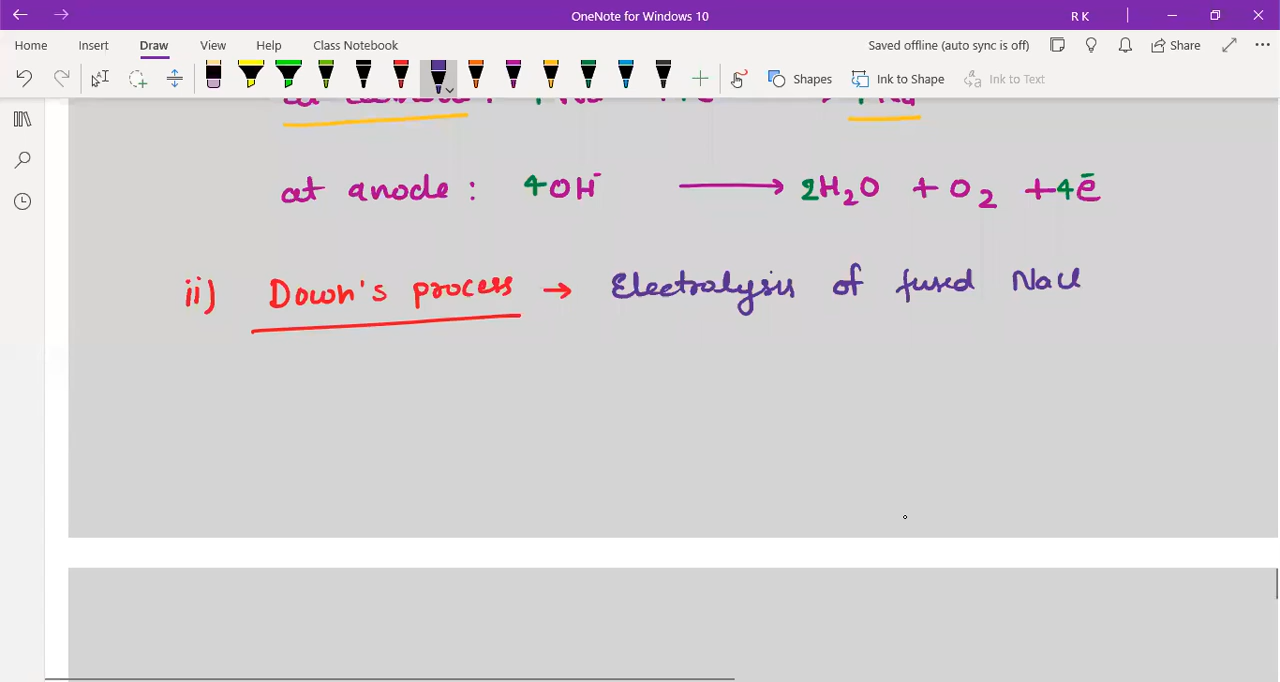 OneNote for Windows 10
R K
Home Insert Draw View Help Class Notebook
Saved offline (auto sync is off) Share
Shapes Ink to Shape Ink to Text
at anode : 4OH⁻ ⟶ 2H₂O + O₂ + 4e⁻
ii) Down's process → Electrolysis of fused NaCl